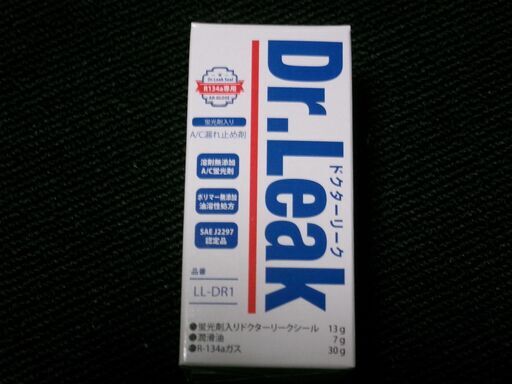 Dr.Leak
ドクターリーク
Dr. Leak Seal
R134a専用
蛍光剤入り
A/C漏れ止め剤
溶剤無添加
A/C蛍光剤
ポリマー無添加
油溶性処方
SAE J2297
認定品
品番
LL-DR1
●蛍光剤入りドクターリークシール 13g
●潤滑油 7g
●R-134aガス 30g